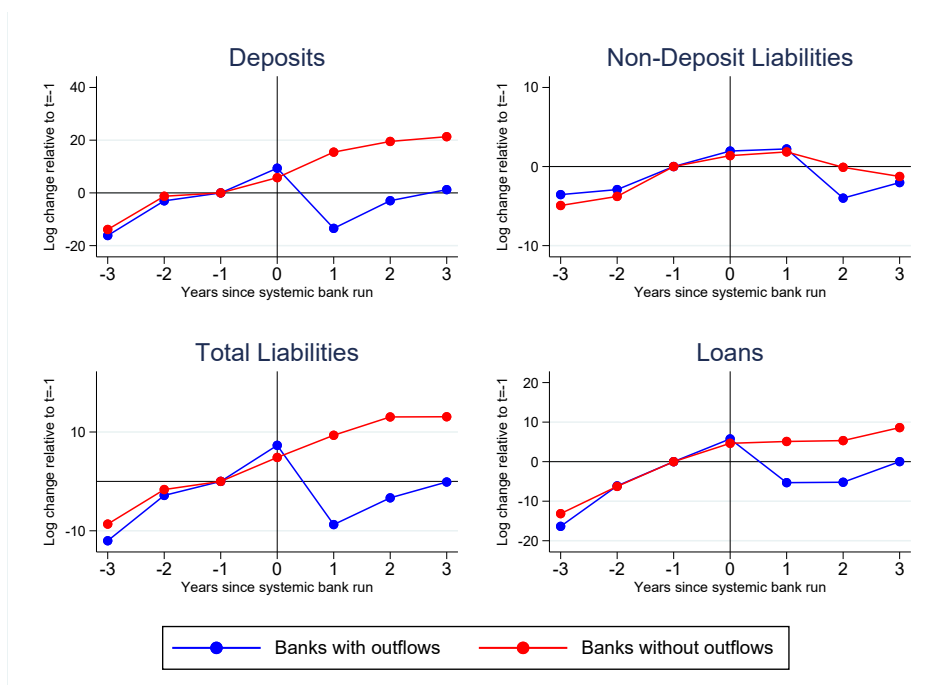 Deposits
Log change relative to t=-1
40
20
0
-20
-3 -2 -1 0 1 2 3
Years since systemic bank run
Non-Deposit Liabilities
Log change relative to t=-1
10
0
-10
-3 -2 -1 0 1 2 3
Years since systemic bank run
Total Liabilities
Log change relative to t=-1
10
-10
-3 -2 -1 0 1 2 3
Years since systemic bank run
Loans
Log change relative to t=-1
20
10
0
-10
-20
-3 -2 -1 0 1 2 3
Years since systemic bank run
Banks with outflows
Banks without outflows